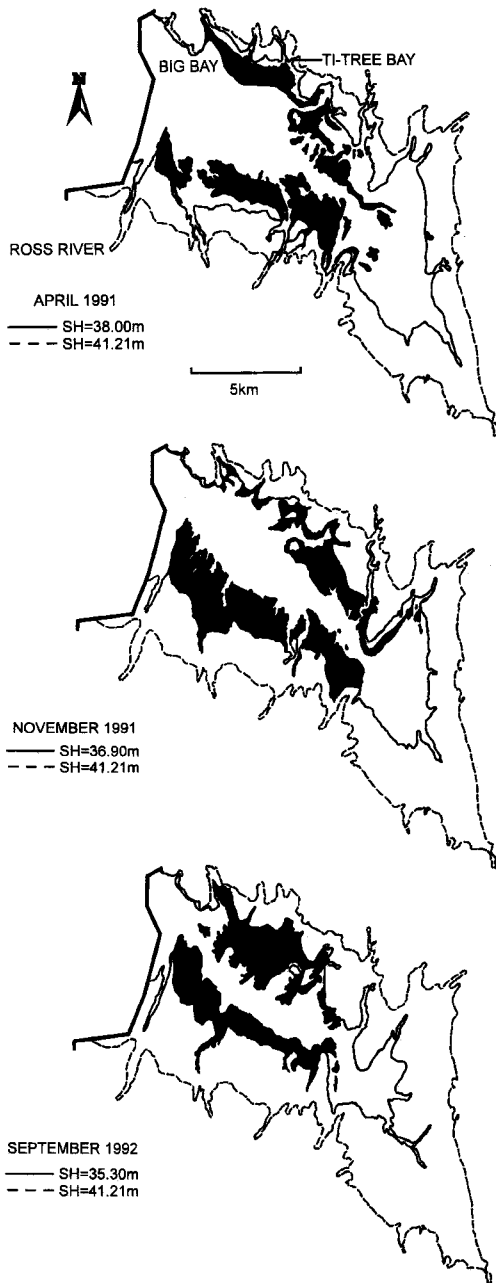 BIG BAY
TI-TREE BAY
N
ROSS RIVER
APRIL 1991
SH=38.00m
SH=41.21m
5km
NOVEMBER 1991
SH=36.90m
SH=41.21m
SEPTEMBER 1992
SH=35.30m
SH=41.21m